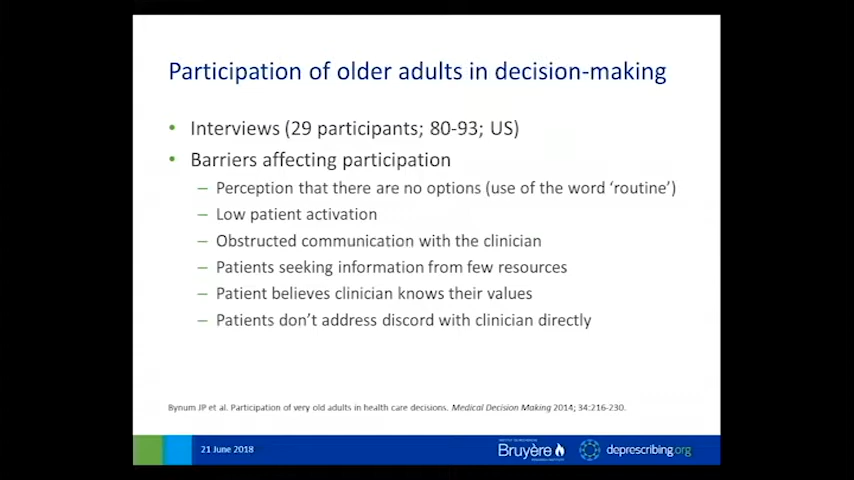 Participation of older adults in decision-making
• Interviews (29 participants; 80-93; US)
• Barriers affecting participation
– Perception that there are no options (use of the word ‘routine’)
– Low patient activation
– Obstructed communication with the clinician
– Patients seeking information from few resources
– Patient believes clinician knows their values
– Patients don’t address discord with clinician directly
Bynum JP et al. Participation of very old adults in health care decisions. Medical Decision Making 2014; 34:216-230.
21 June 2018
Bruyère
deprescribing.org